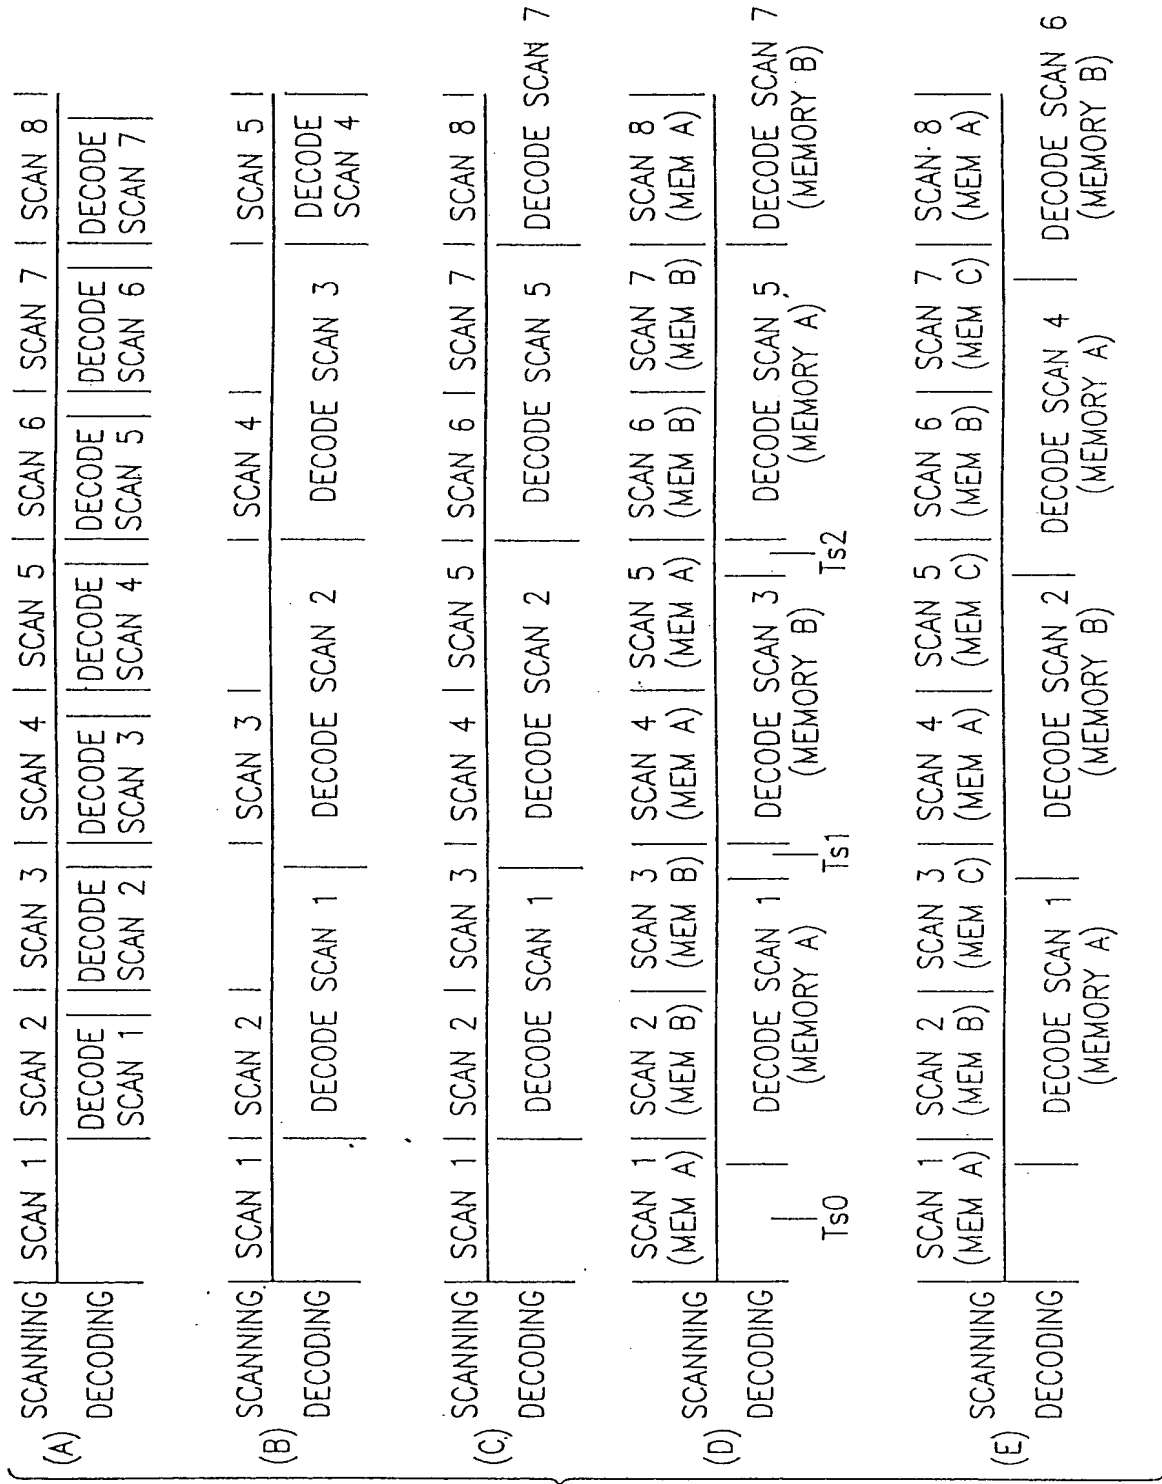 (A) SCANNING | SCAN 1 | SCAN 2 | SCAN 3 | SCAN 4 | SCAN 5 | SCAN 6 | SCAN 7 | SCAN 8 |
DECODING | DECODE | DECODE | DECODE | DECODE | DECODE | DECODE | DECODE
SCAN 1 | SCAN 2 | SCAN 3 | SCAN 4 | SCAN 5 | SCAN 6 | SCAN 7 |
(B) SCANNING | SCAN 1 | SCAN 2 | SCAN 3 | SCAN 4 | SCAN 5 |
DECODING DECODE SCAN 1 | DECODE SCAN 2 | DECODE SCAN 3 | DECODE
SCAN 4
(C) SCANNING | SCAN 1 | SCAN 2 | SCAN 3 | SCAN 4 | SCAN 5 | SCAN 6 | SCAN 7 | SCAN 8 |
DECODING DECODE SCAN 1 | DECODE SCAN 2 | DECODE SCAN 5 | DECODE SCAN 7
(D) SCANNING SCAN 1 | SCAN 2 | SCAN 3 | SCAN 4 | SCAN 5 | SCAN 6 | SCAN 7 | SCAN 8
(MEM A) | (MEM B) | (MEM B) | (MEM A) | (MEM A) | (MEM B) | (MEM B) | (MEM A)
DECODING DECODE SCAN 1 | DECODE SCAN 3 | DECODE SCAN 5 | DECODE SCAN 7
(MEMORY A) (MEMORY B) (MEMORY A) (MEMORY B)
Ts0 Ts1 Ts2
(E) SCANNING SCAN 1 | SCAN 2 | SCAN 3 | SCAN 4 | SCAN 5 | SCAN 6 | SCAN 7 | SCAN 8
(MEM A) | (MEM B) | (MEM C) | (MEM A) | (MEM C) | (MEM B) | (MEM C) | (MEM A)
DECODING DECODE SCAN 1 | DECODE SCAN 2 | DECODE SCAN 4 | DECODE SCAN 6
(MEMORY A) (MEMORY B) (MEMORY A) (MEMORY B)